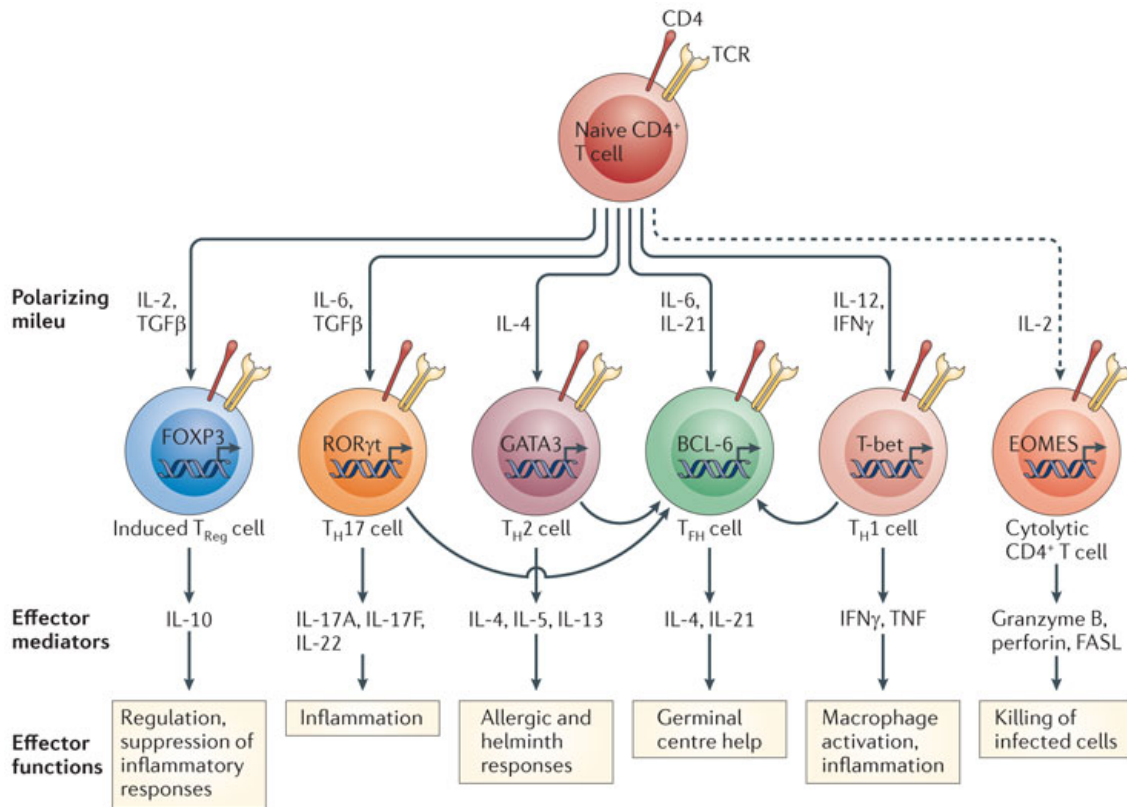 CD4
TCR
Naive CD4+
T cell
Polarizing
mileu
IL-2,
TGFβ
IL-6,
TGFβ
IL-4
IL-6,
IL-21
IL-12,
IFNγ
IL-2
FOXP3
RORγt
GATA3
BCL-6
T-bet
EOMES
Induced TReg cell
TH17 cell
TH2 cell
TFH cell
TH1 cell
Cytolytic
CD4+ T cell
Effector
mediators
IL-10
IL-17A, IL-17F,
IL-22
IL-4, IL-5, IL-13
IL-4, IL-21
IFNγ, TNF
Granzyme B,
perforin, FASL
Effector
functions
Regulation,
suppression of
inflammatory
responses
Inflammation
Allergic and
helminth
responses
Germinal
centre help
Macrophage
activation,
inflammation
Killing of
infected cells